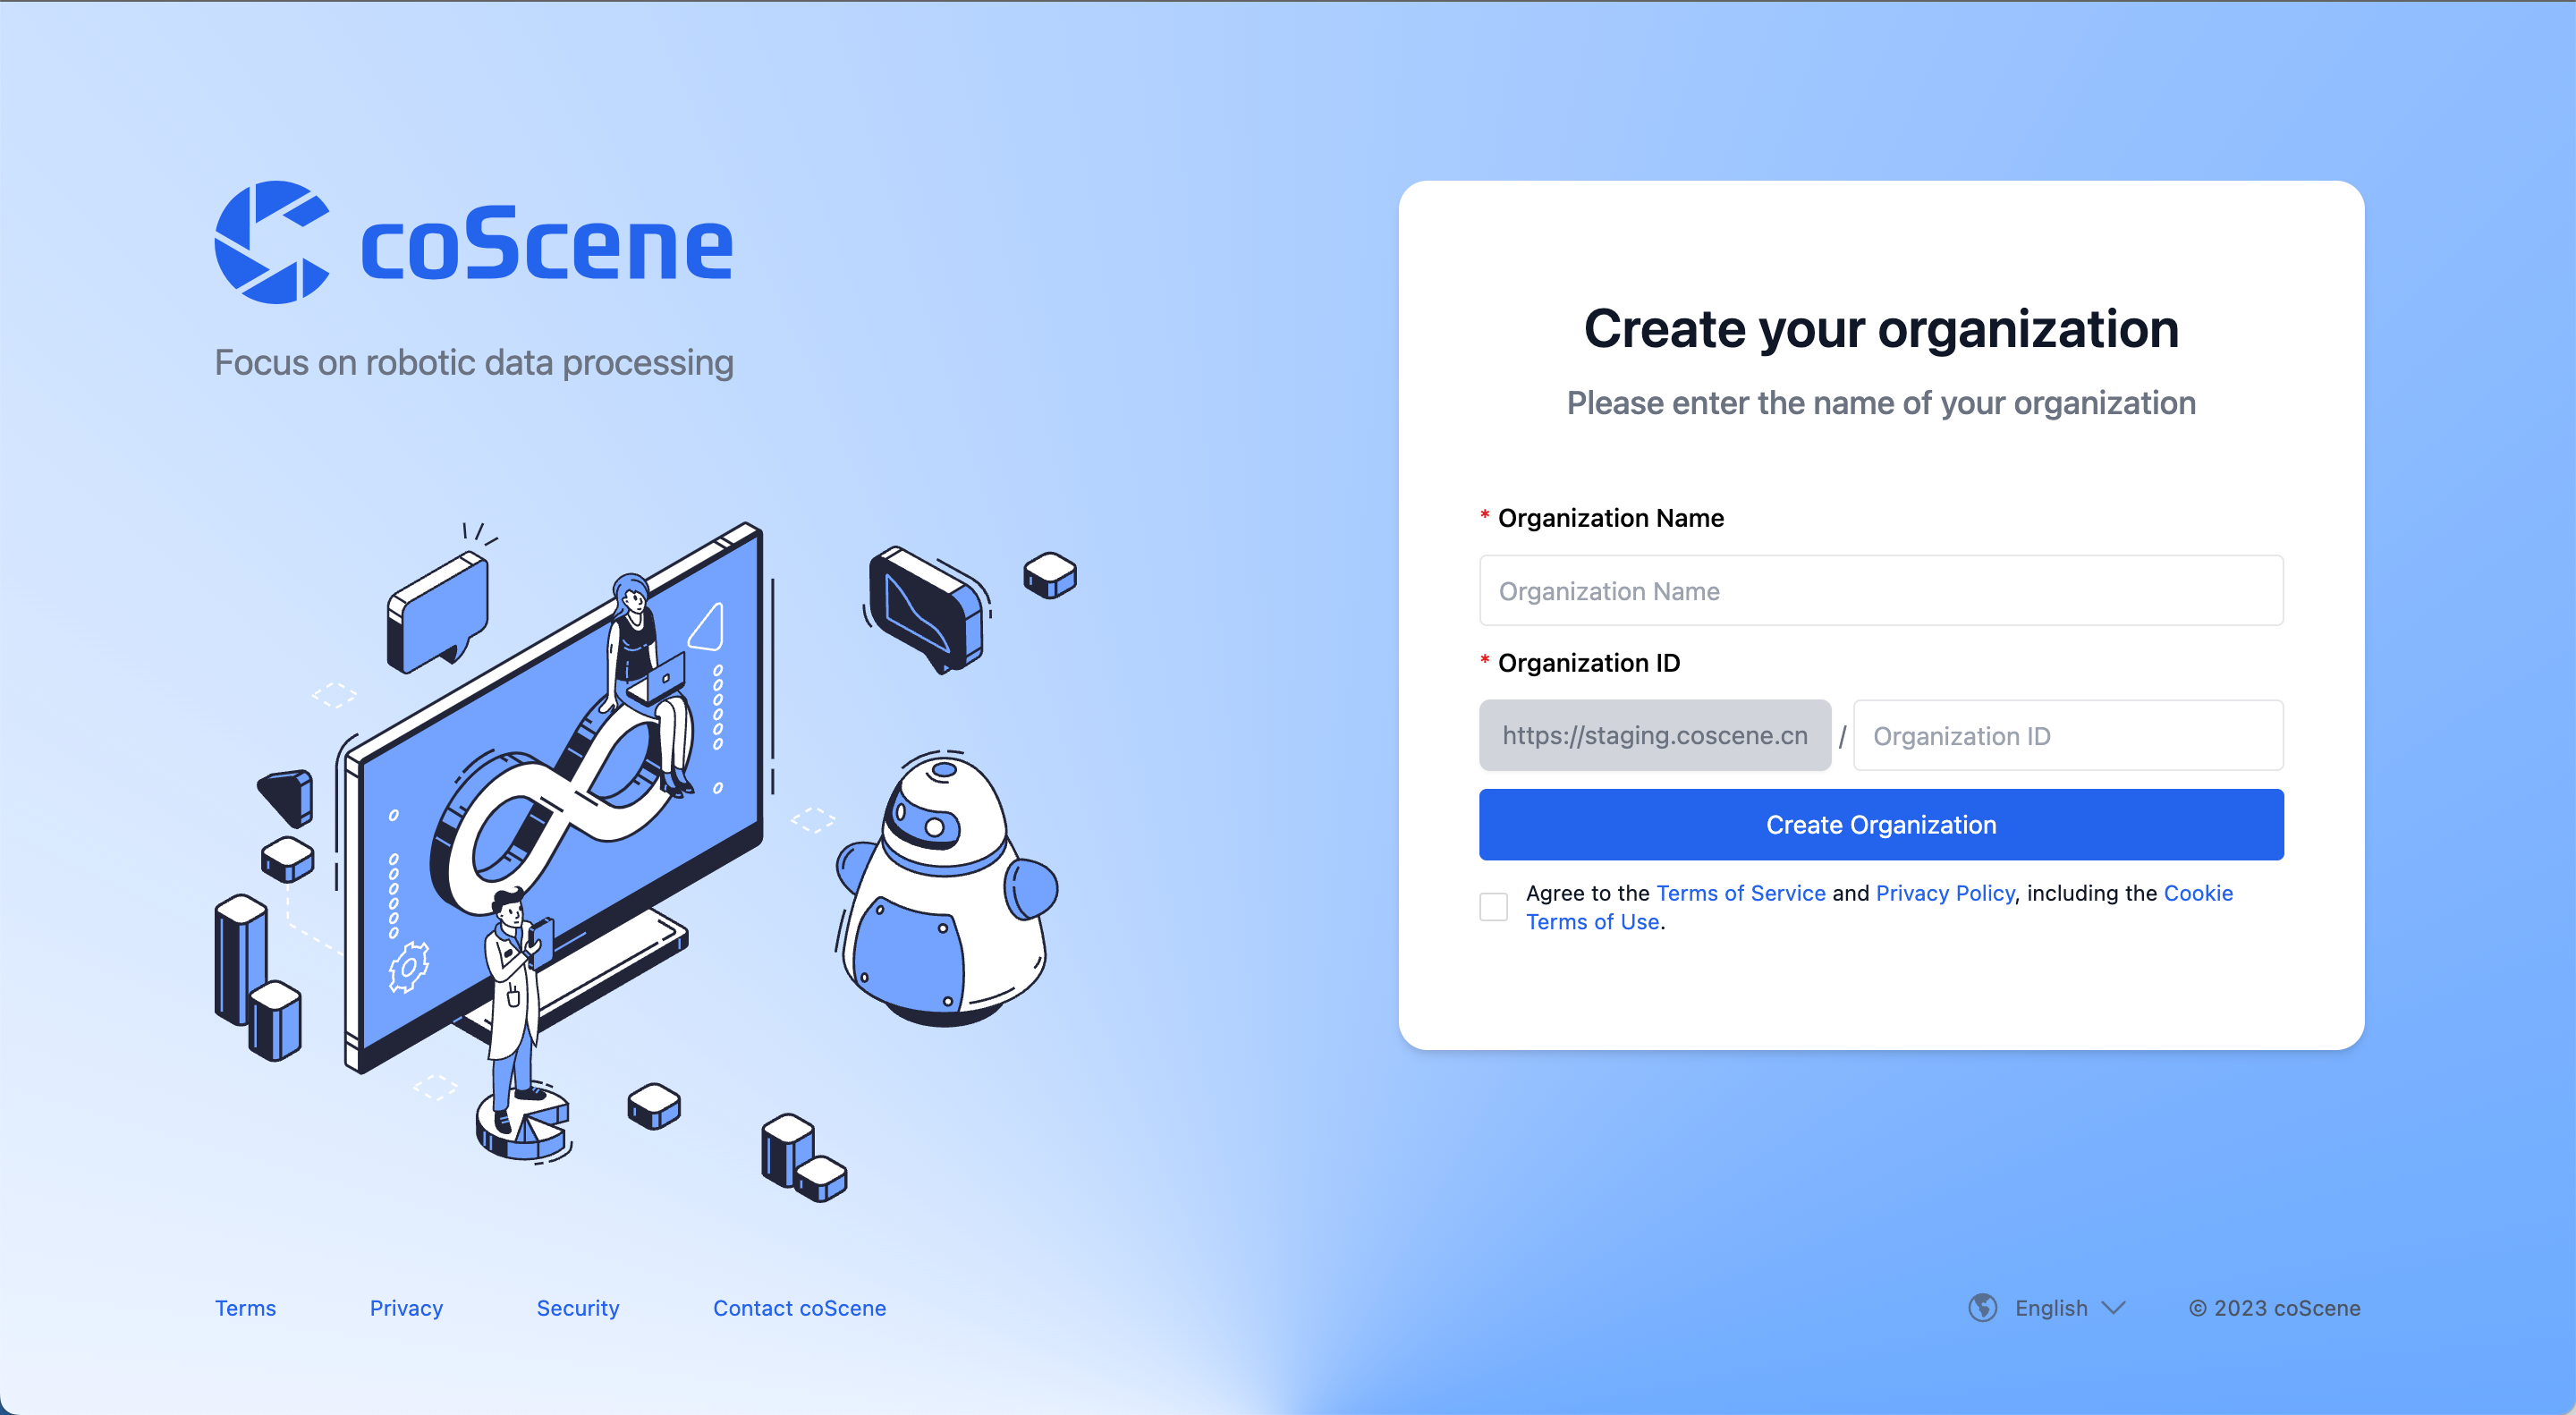 coScene
Focus on robotic data processing
Create your organization
Please enter the name of your organization
* Organization Name
Organization Name
* Organization ID
https://staging.coscene.cn / Organization ID
Create Organization
Agree to the Terms of Service and Privacy Policy, including the Cookie
Terms of Use.
Terms Privacy Security Contact coScene
English © 2023 coScene